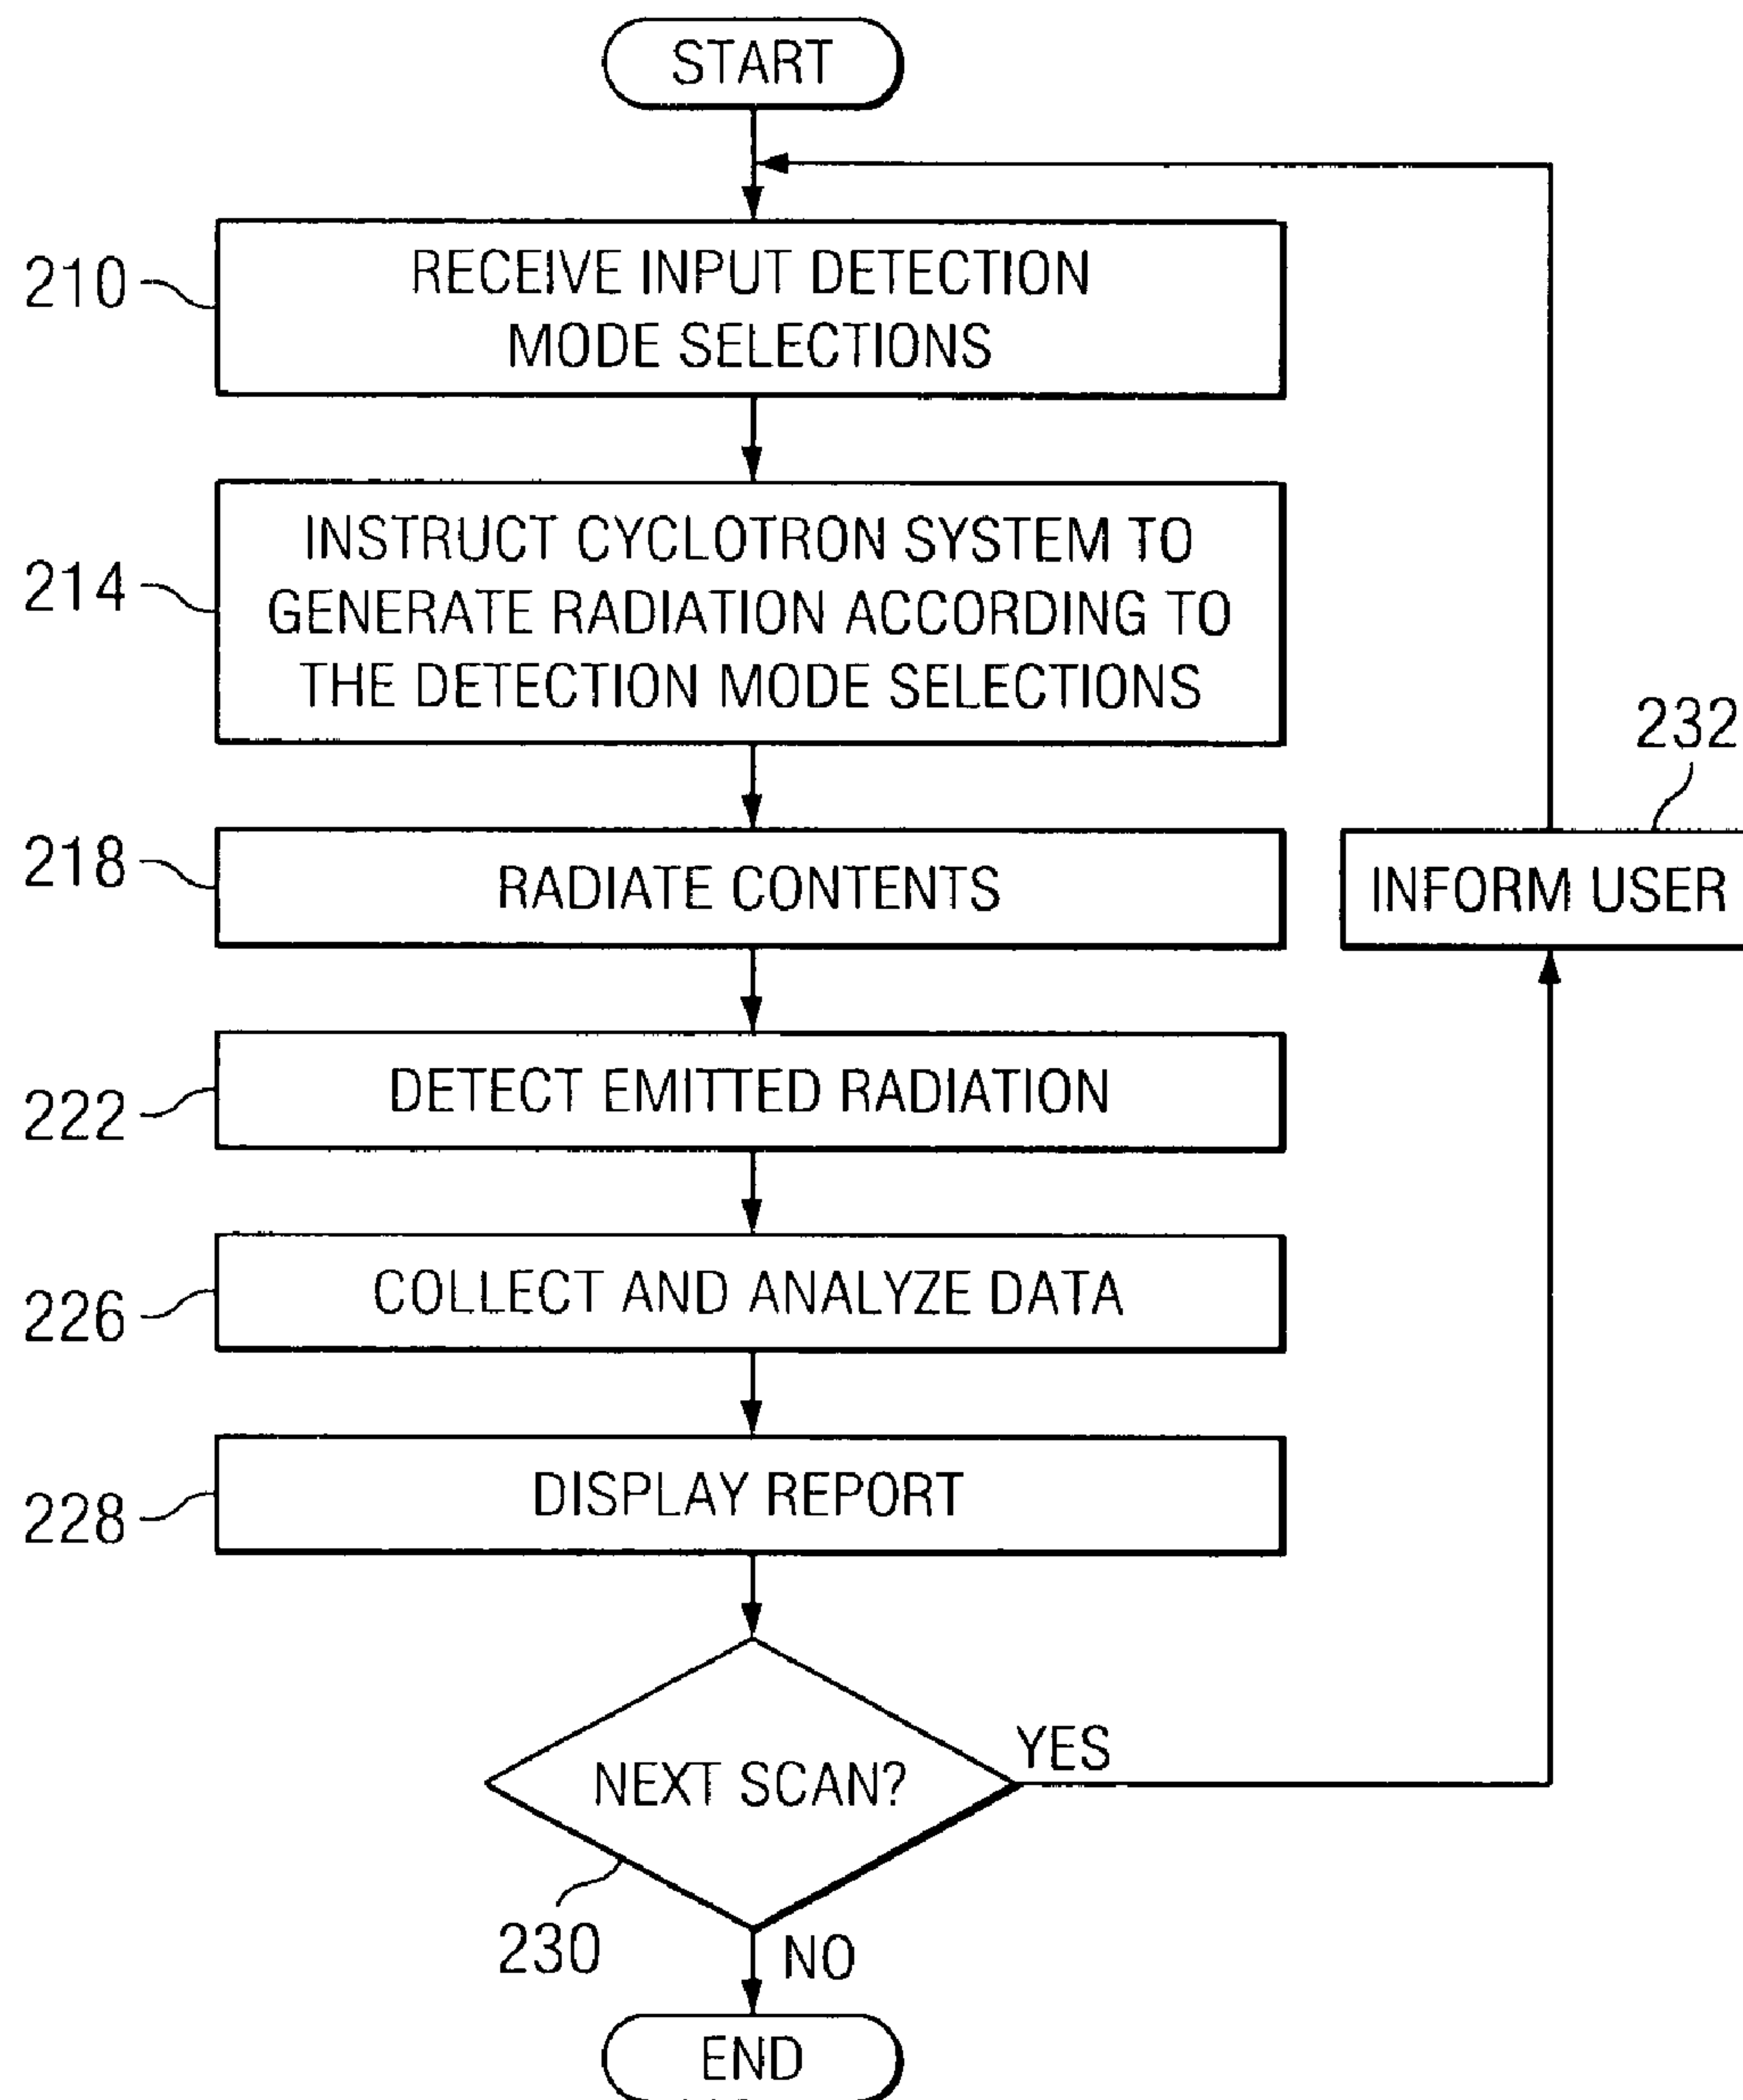 START
210
RECEIVE INPUT DETECTION
MODE SELECTIONS
214
INSTRUCT CYCLOTRON SYSTEM TO
GENERATE RADIATION ACCORDING TO
THE DETECTION MODE SELECTIONS
232
218
RADIATE CONTENTS
INFORM USER
222
DETECT EMITTED RADIATION
226
COLLECT AND ANALYZE DATA
228
DISPLAY REPORT
NEXT SCAN?
YES
230
NO
END